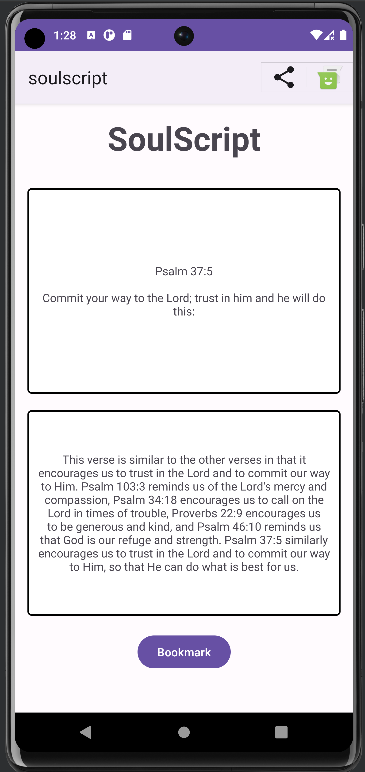 1:28
soulscript
SoulScript
Psalm 37:5
Commit your way to the Lord; trust in him and he will do
this:
This verse is similar to the other verses in that it
encourages us to trust in the Lord and to commit our way
to Him. Psalm 103:3 reminds us of the Lord's mercy and
compassion, Psalm 34:18 encourages us to call on the
Lord in times of trouble, Proverbs 22:9 encourages us
to be generous and kind, and Psalm 46:10 reminds us
that God is our refuge and strength. Psalm 37:5 similarly
encourages us to trust in the Lord and to commit our way
to Him, so that He can do what is best for us.
Bookmark